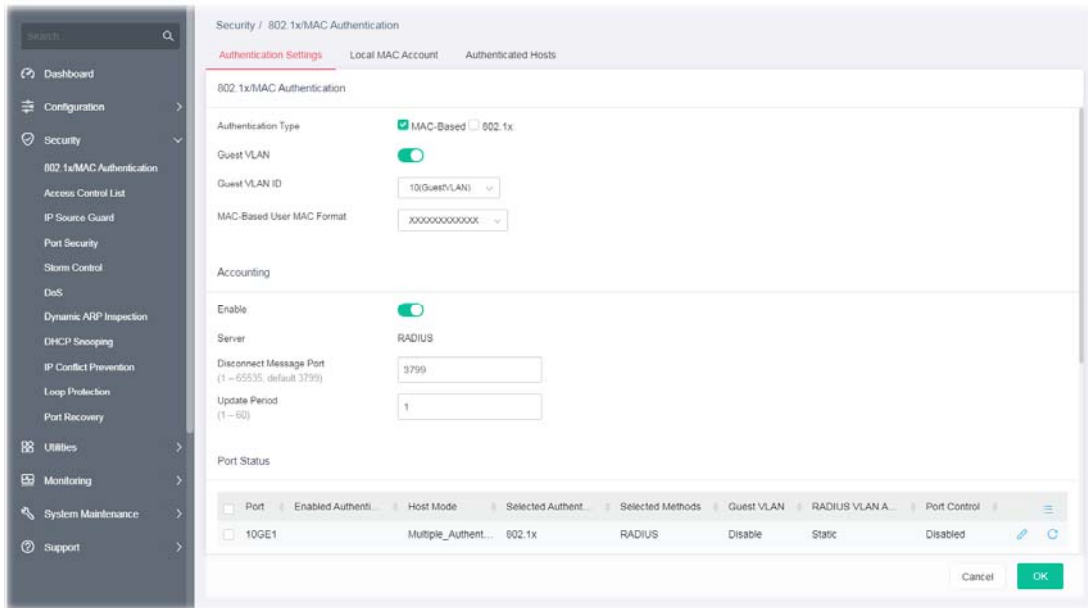 Search...
Dashboard
Configuration
Security
802.1x/MAC Authentication
Access Control List
IP Source Guard
Port Security
Storm Control
DoS
Dynamic ARP Inspection
DHCP Snooping
IP Conflict Prevention
Loop Protection
Port Recovery
Utilities
Monitoring
System Maintenance
Support
Security / 802.1x/MAC Authentication
Authentication Settings Local MAC Account Authenticated Hosts
802.1x/MAC Authentication
Authentication Type MAC-Based 802.1x
Guest VLAN
Guest VLAN ID 10(GuestVLAN)
MAC-Based User MAC Format XXXXXXXXXXXX
Accounting
Enable
Server RADIUS
Disconnect Message Port 3799
(1 – 65535, default 3799)
Update Period 1
(1 – 60)
Port Status
Port Enabled Authenti... Host Mode Selected Authent... Selected Methods Guest VLAN RADIUS VLAN A... Port Control
10GE1 Multiple_Authent... 802.1x RADIUS Disable Static Disabled
Cancel OK